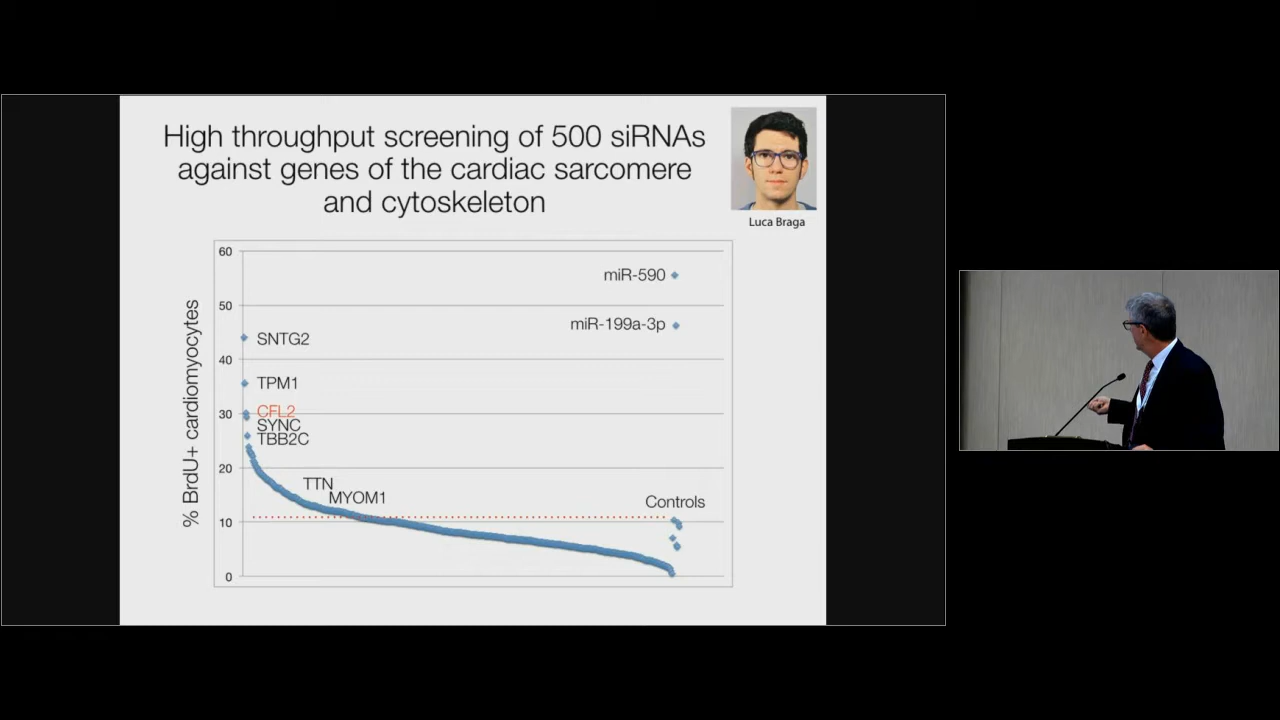 High throughput screening of 500 siRNAs
against genes of the cardiac sarcomere
and cytoskeleton
Luca Braga
% BrdU+ cardiomyocytes
60
50
40
30
20
10
0
miR-590
miR-199a-3p
SNTG2
TPM1
CFL2
SYNC
TBB2C
TTN
MYOM1
Controls